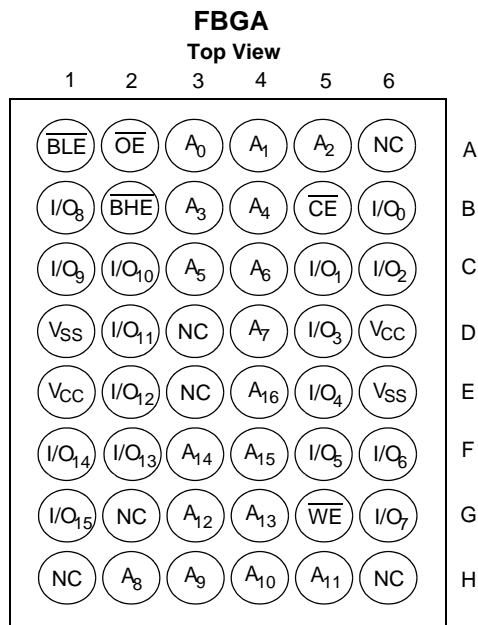 FBGA
Top View
1 2 3 4 5 6
BLE OE A0 A1 A2 NC A
I/O8 BHE A3 A4 CE I/O0 B
I/O9 I/O10 A5 A6 I/O1 I/O2 C
VSS I/O11 NC A7 I/O3 VCC D
VCC I/O12 NC A16 I/O4 VSS E
I/O14 I/O13 A14 A15 I/O5 I/O6 F
I/O15 NC A12 A13 WE I/O7 G
NC A8 A9 A10 A11 NC H